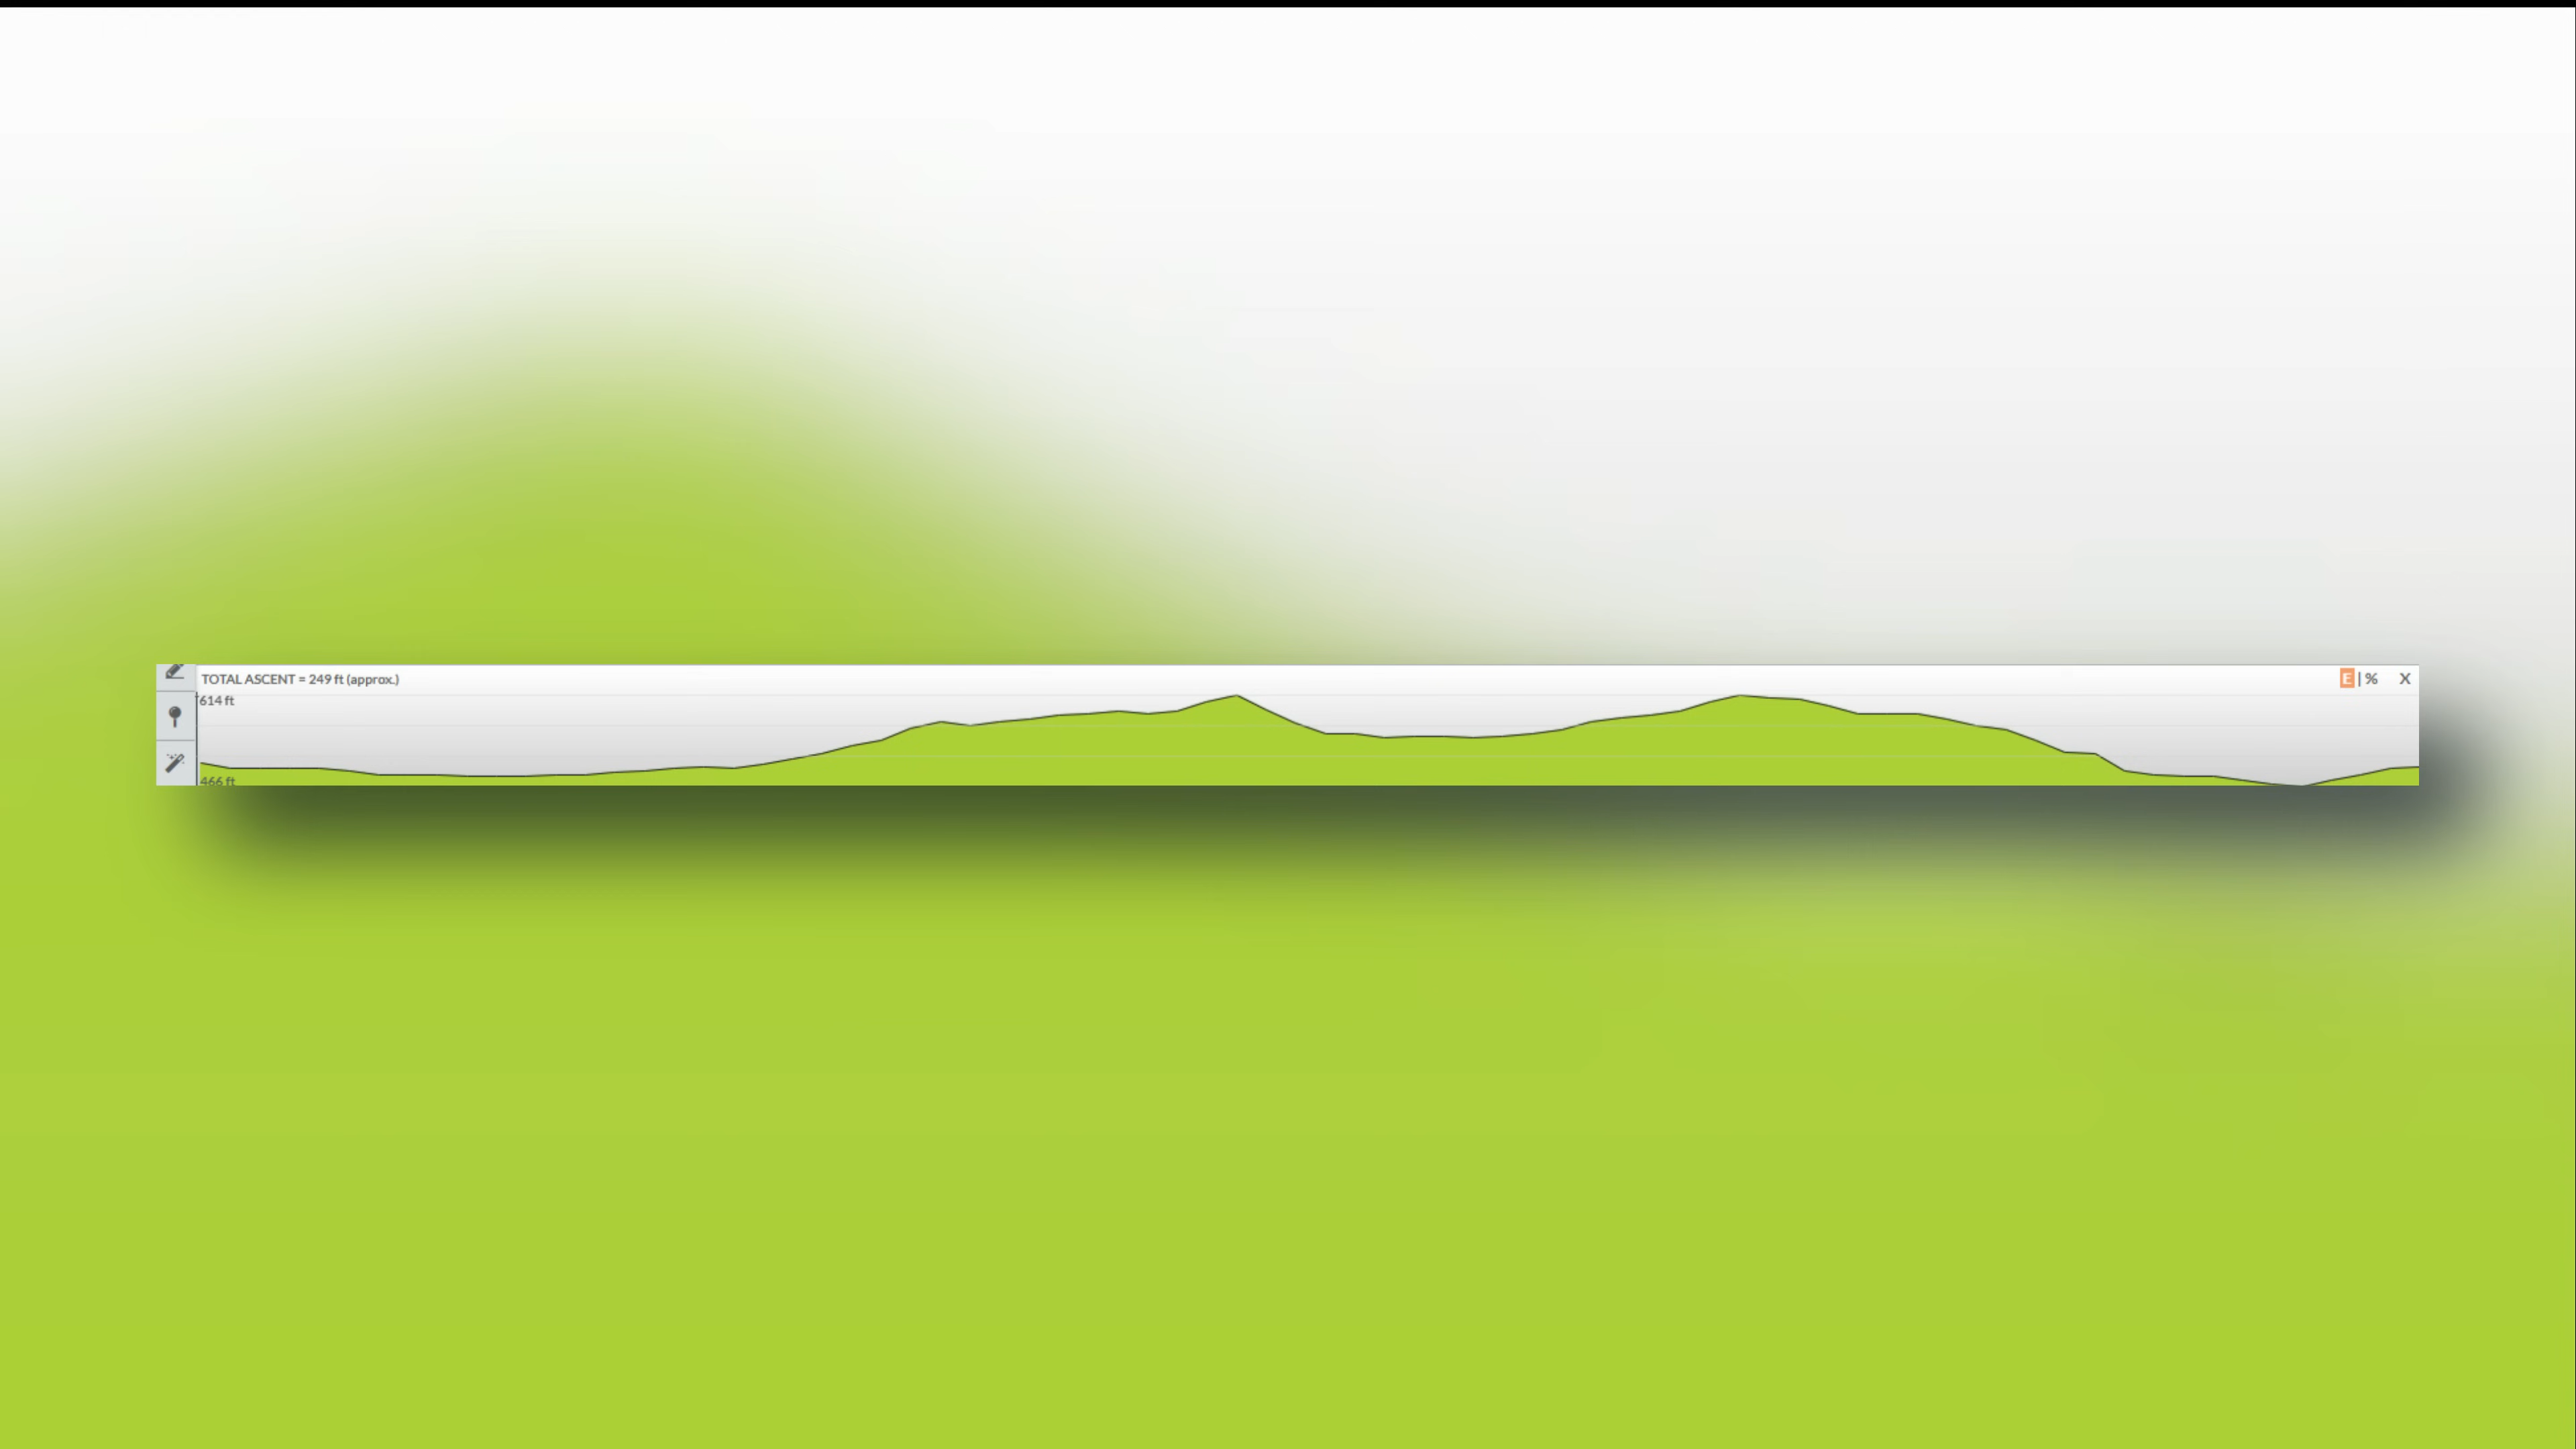 TOTAL ASCENT = 249 ft (approx.)
E | % X
614 ft
466 ft